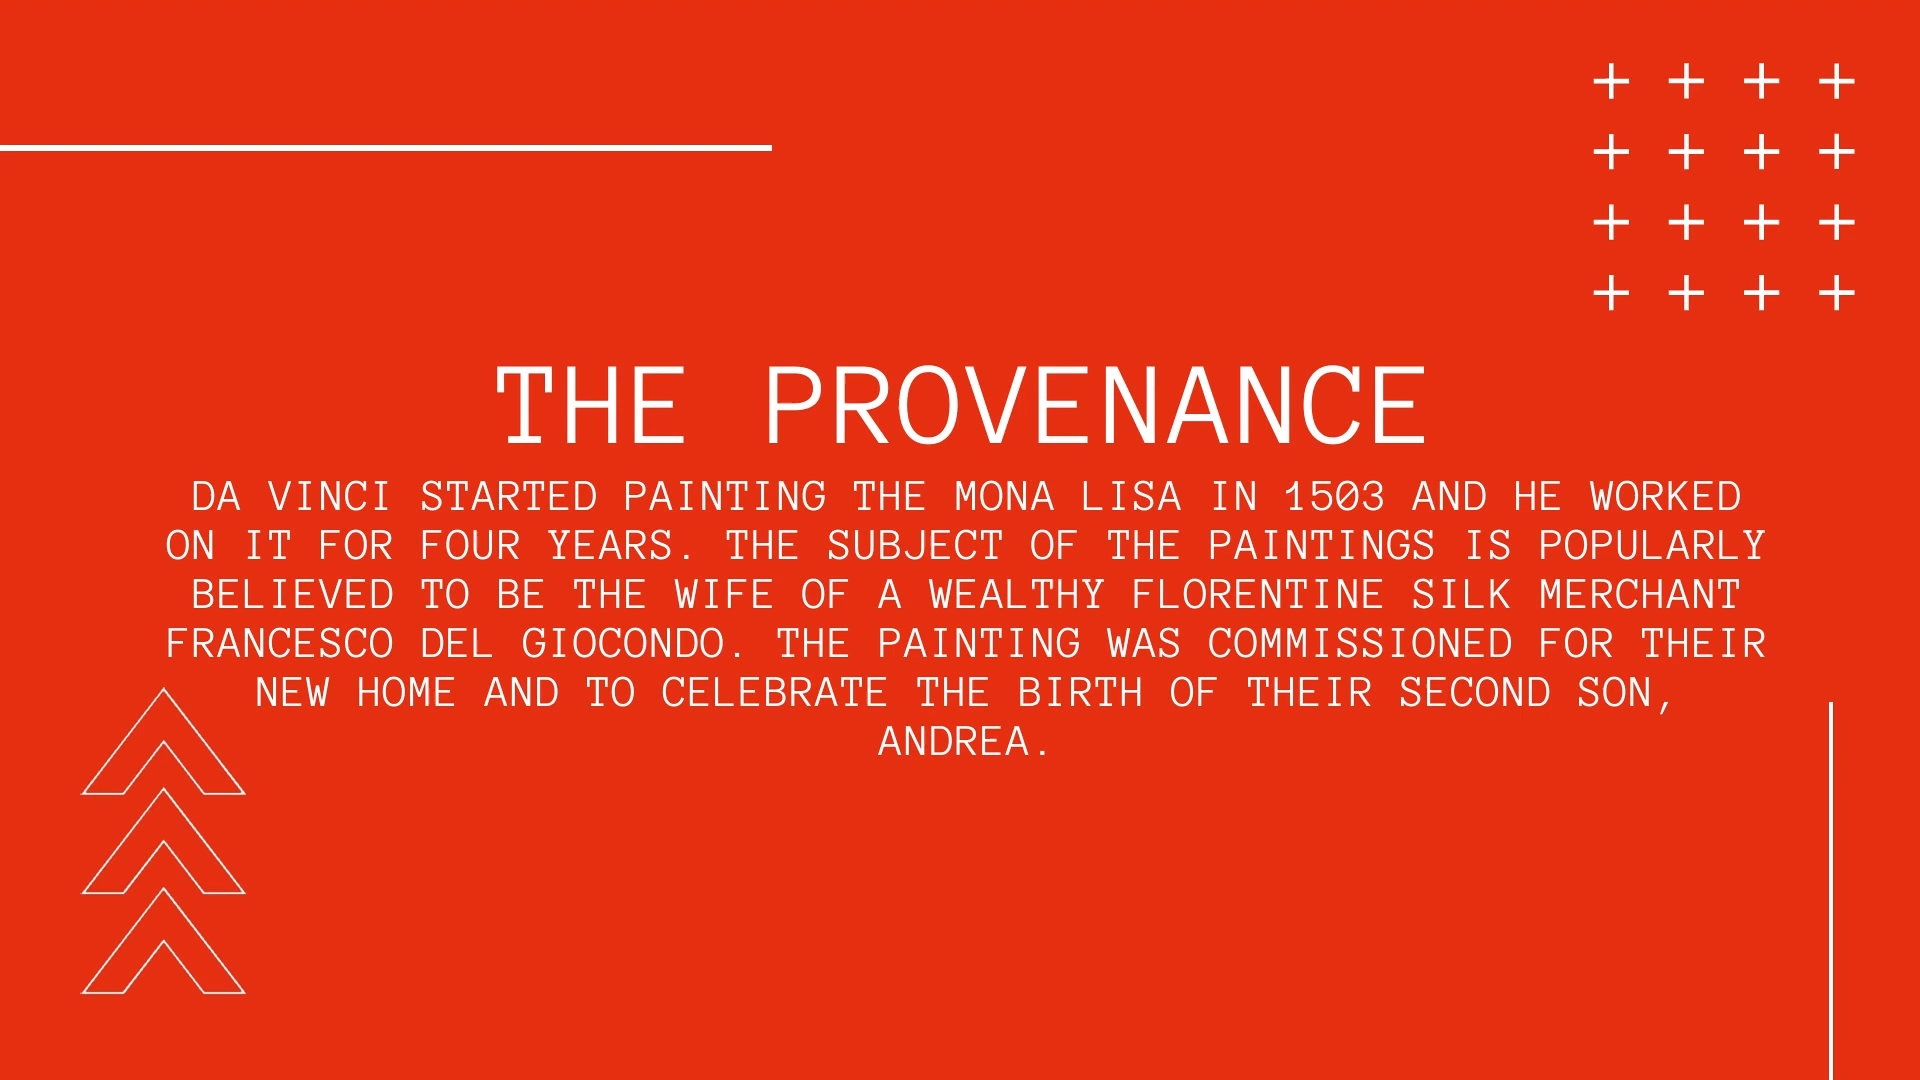 THE PROVENANCE
DA VINCI STARTED PAINTING THE MONA LISA IN 1503 AND HE WORKED
ON IT FOR FOUR YEARS. THE SUBJECT OF THE PAINTINGS IS POPULARLY
BELIEVED TO BE THE WIFE OF A WEALTHY FLORENTINE SILK MERCHANT
FRANCESCO DEL GIOCONDO. THE PAINTING WAS COMMISSIONED FOR THEIR
NEW HOME AND TO CELEBRATE THE BIRTH OF THEIR SECOND SON,
ANDREA.